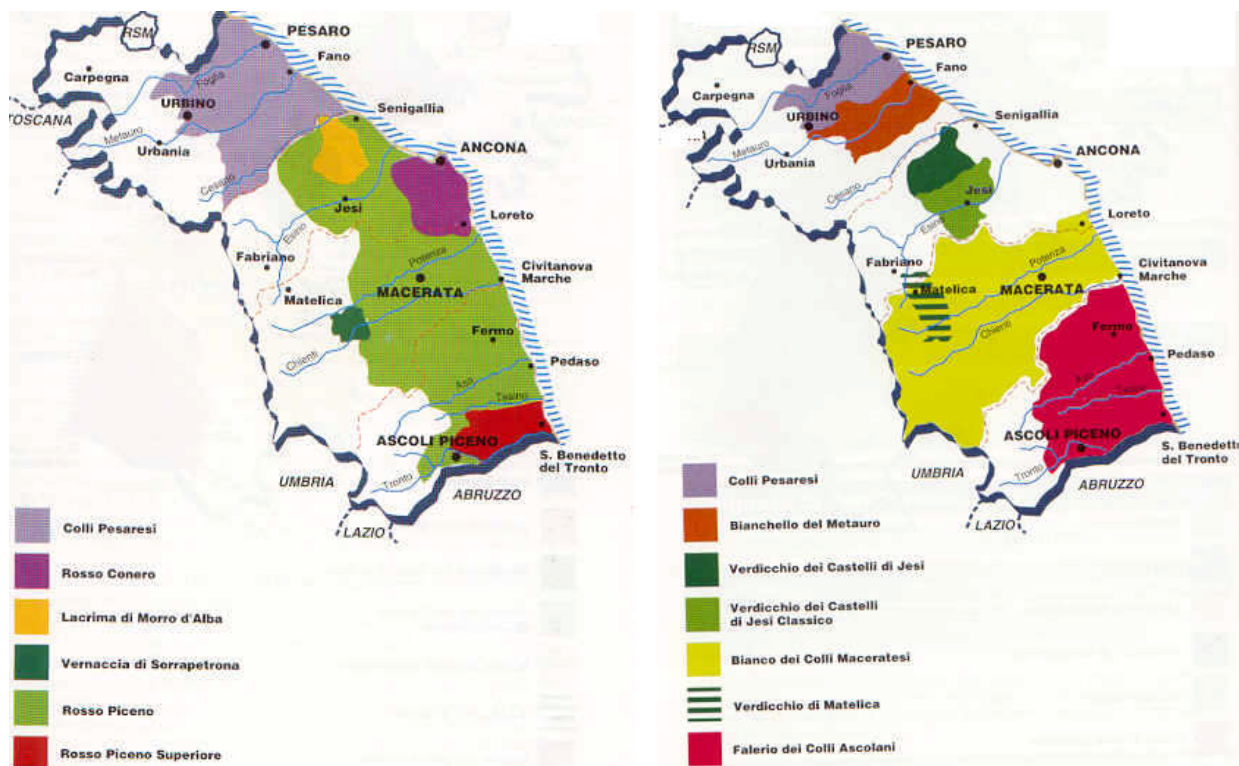 RSM
PESARO
Fano
Carpegna
Foglia
TOSCANA
URBINO
Senigallia
Metauro
Urbania
ANCONA
Cesano
Jesi
Loreto
Esino
Fabriano
Potenza
Civitanova
Marche
Matelica
MACERATA
Fermo
Chienti
Pedaso
Aso
Tesino
ASCOLI PICENO
S. Benedetto
del Tronto
UMBRIA
Tronto
ABRUZZO
LAZIO
Colli Pesaresi
Rosso Conero
Lacrima di Morro d'Alba
Vernaccia di Serrapetrona
Rosso Piceno
Rosso Piceno Superiore
RSM
PESARO
Fano
Carpegna
Foglia
URBINO
Senigallia
Metauro
Urbania
ANCONA
Cesano
Jesi
Loreto
Esino
Fabriano
Potenza
Civitanova
Marche
Matelica
MACERATA
Chienti
Fermo
Pedaso
Aso
Tesino
ASCOLI PICENO
S. Benedetto
del Tronto
UMBRIA
Tronto
ABRUZZO
LAZIO
Colli Pesaresi
Bianchello del Metauro
Verdicchio dei Castelli di Jesi
Verdicchio dei Castelli
di Jesi Classico
Bianco dei Colli Maceratesi
Verdicchio di Matelica
Falerio dei Colli Ascolani